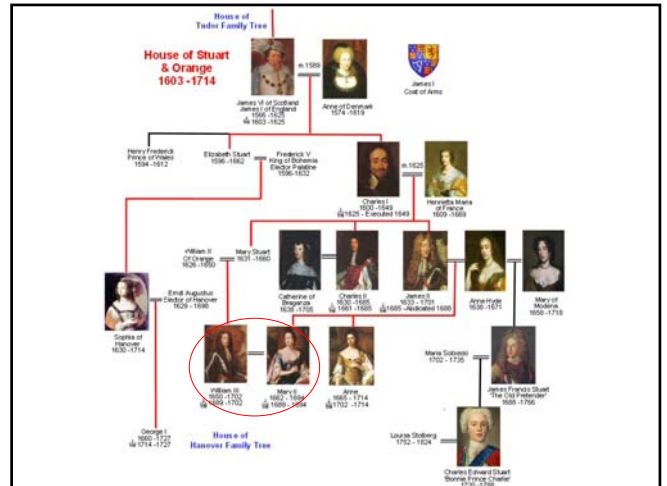 House of
Tudor Family Tree
House of Stuart
& Orange
1603 -1714
m.1589
James I
Coat of Arms
James VI of Scotland
James I of England
1566 -1625
1603 -1625
Anne of Denmark
1574 -1619
Henry Frederick
Prince of Wales
1594 -1612
Elizabeth Stuart
1596 -1662
Frederick V
King of Bohemia
Elector Palatine
1596-1632
m.1625
Charles I
1600 -1649
1625 - Executed 1649
Henrietta Maria
of France
1609 -1669
William II
Of Orange
1626 -1650
Mary Stuart
1631 -1660
Catherine of
Braganza
1638 -1705
Charles II
1630 -1685
1661 -1685
James II
1633 - 1701
1685 -Abdicated 1688
Anne Hyde
1638 -1671
Mary of
Modena
1658 -1718
Ernst Augustus
Elector of Hanover
1629 - 1698
Sophia of
Hanover
1630 -1714
William III
1650 -1702
1689 -1702
Mary II
1662 - 1694
1689 - 1694
Anne
1665 - 1714
1702 - 1714
Maria Sobieski
1702 - 1735
James Francis Stuart
'The Old Pretender'
1688 -1766
George I
1660 -1727
1714 -1727
House of
Hanover Family Tree
Louisa Stolberg
1752 - 1824
Charles Edward Stuart
'Bonnie Prince Charlie'